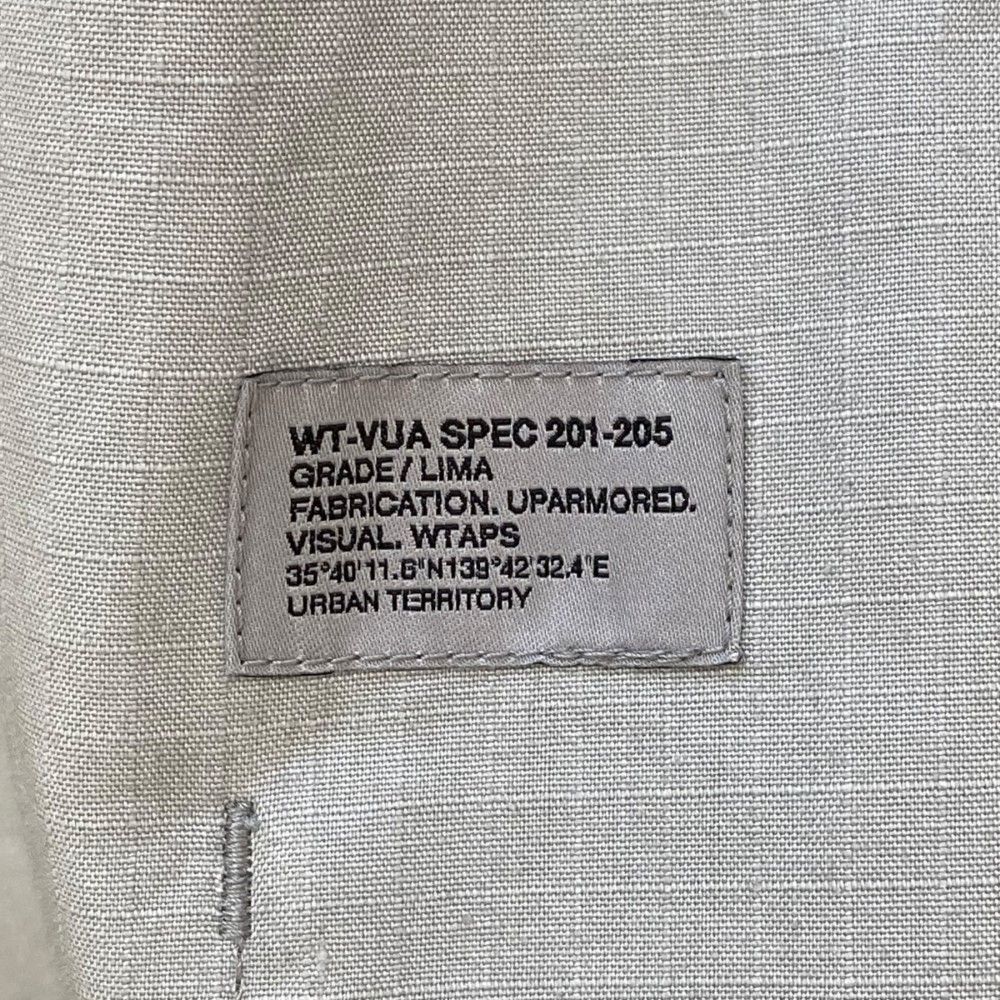 WT-VUA SPEC 201-205
GRADE / LIMA
FABRICATION. UPARMORED.
VISUAL. WTAPS
35°40'11.6"N139°42'32.4"E
URBAN TERRITORY